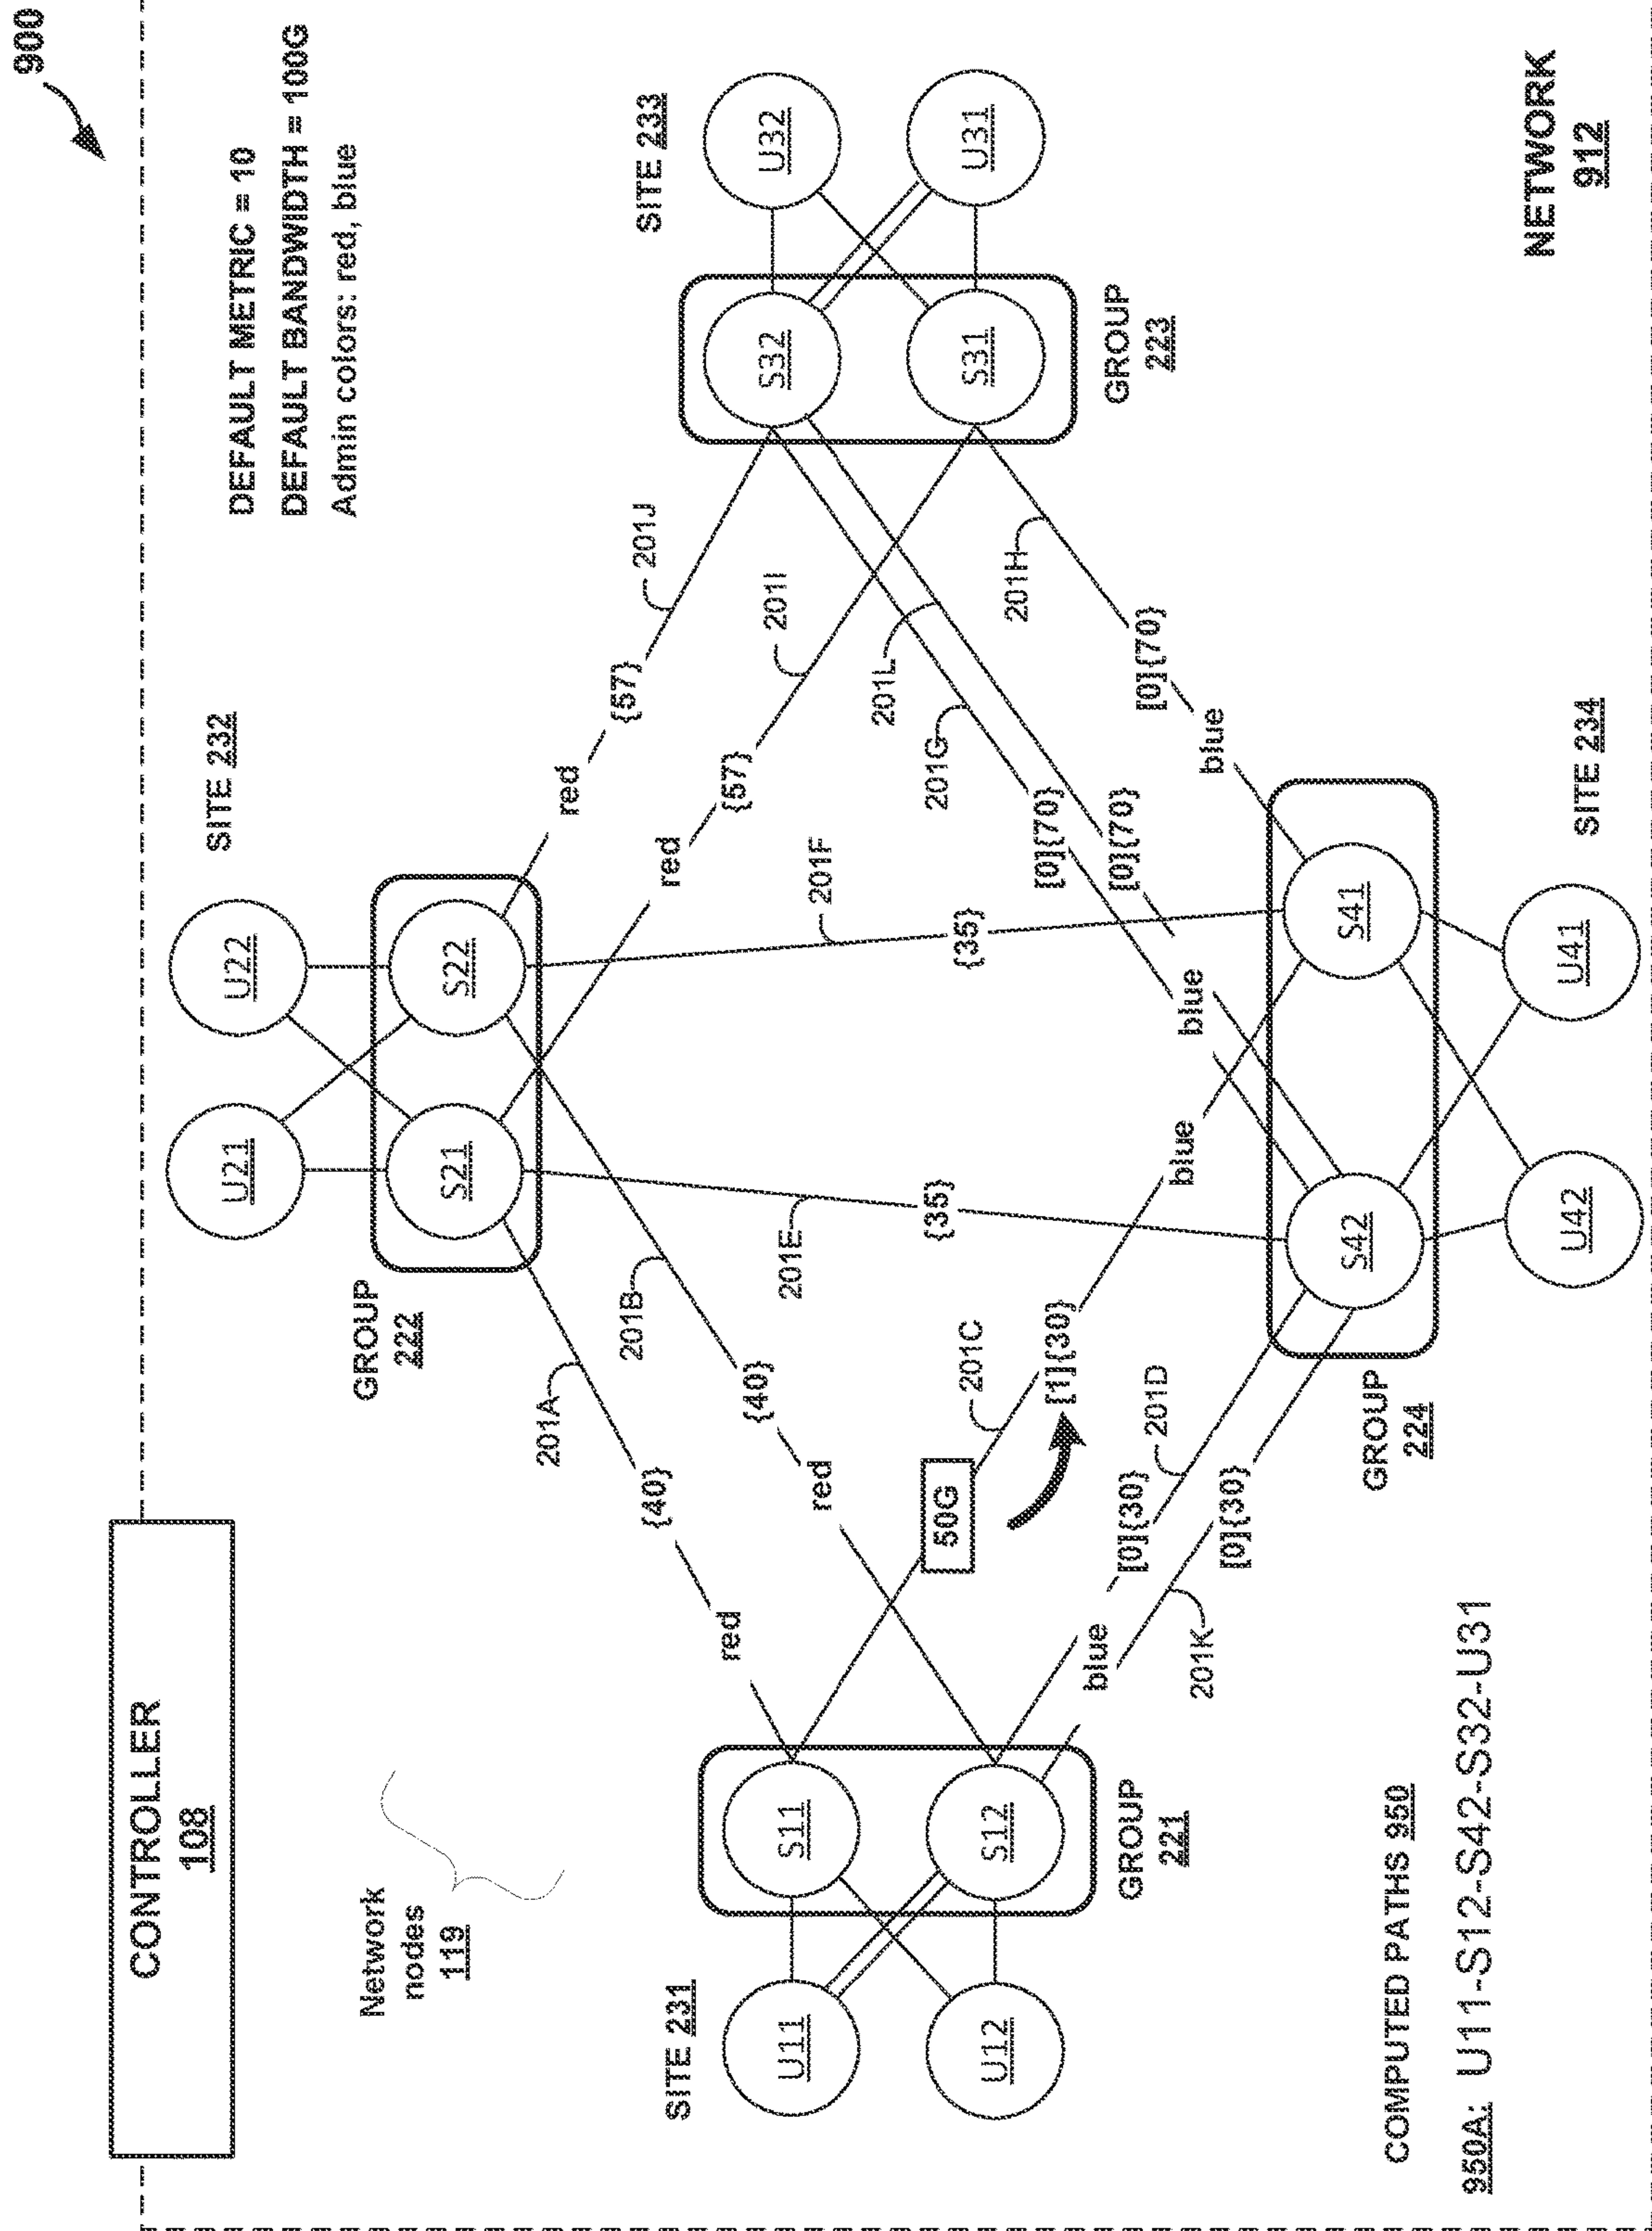 900
CONTROLLER
108
DEFAULT METRIC = 10
DEFAULT BANDWIDTH = 100G
Admin colors: red, blue
Network
nodes
119
SITE 232
U21
U22
S21
S22
GROUP
222
SITE 231
U11
U12
S11
S12
GROUP
221
SITE 233
U32
U31
S32
S31
GROUP
223
red
{40}
201A
red
{40}
201B
red
{57}
201J
red
{57}
201I
201E
{35}
201F
{35}
50G
201C
[1]{30}
blue
blue
[0]{30}
201D
201K
[0]{30}
201G
[0]{70}
201L
[0]{70}
blue
201H
[0]{70}
blue
S42
S41
U42
U41
GROUP
224
SITE 234
COMPUTED PATHS 950
950A: U11-S12-S42-S32-U31
NETWORK
912